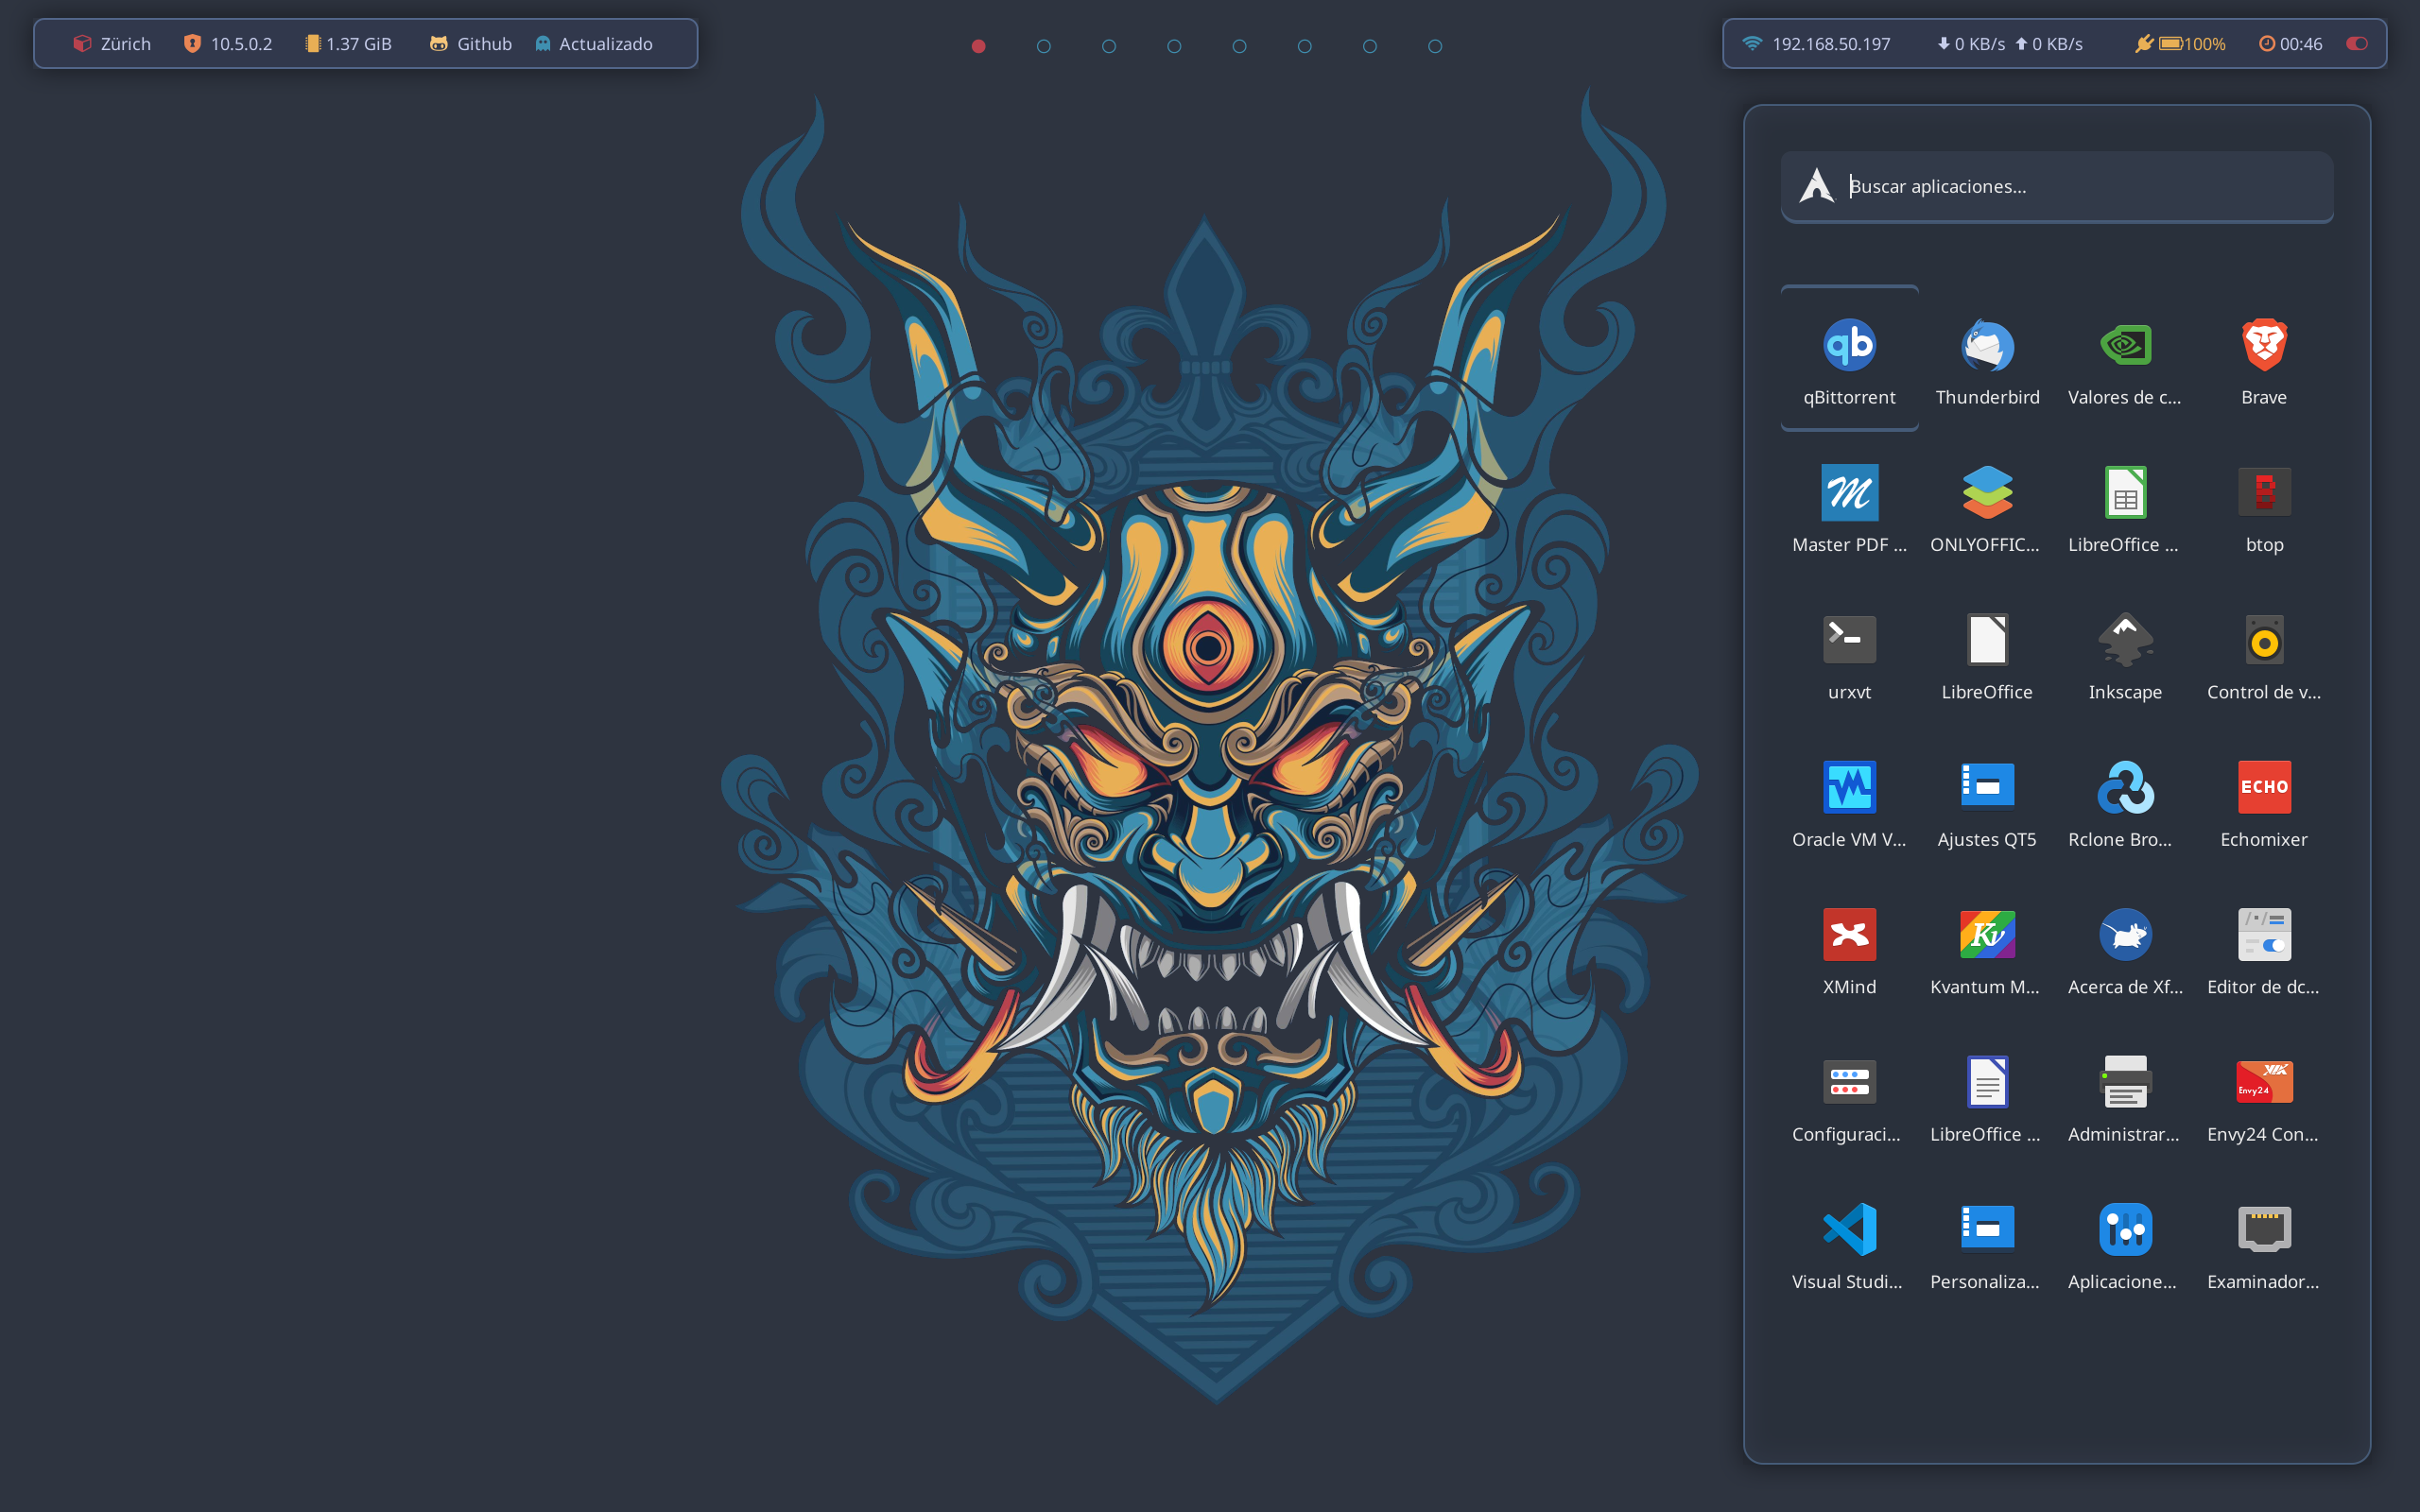 Zürich 10.5.0.2 1.37 GiB Github Actualizado
192.168.50.197 0 KB/s 0 KB/s 100% 00:46
Buscar aplicaciones...
qb
qBittorrent Thunderbird Valores de c... Brave
Master PDF ... ONLYOFFIC... LibreOffice ... btop
urxvt LibreOffice Inkscape Control de v...
ECHO
Oracle VM V... Ajustes QT5 Rclone Bro... Echomixer
Kv
XMind Kvantum M... Acerca de Xf... Editor de dc...
VIA
Envy24
Configuraci... LibreOffice ... Administrar... Envy24 Con...
Visual Studi... Personaliza... Aplicacione... Examinador...